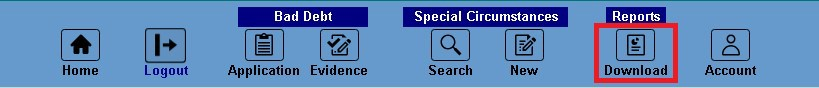 Bad Debt Special Circumstances Reports
Home Logout Application Evidence Search New Download Account